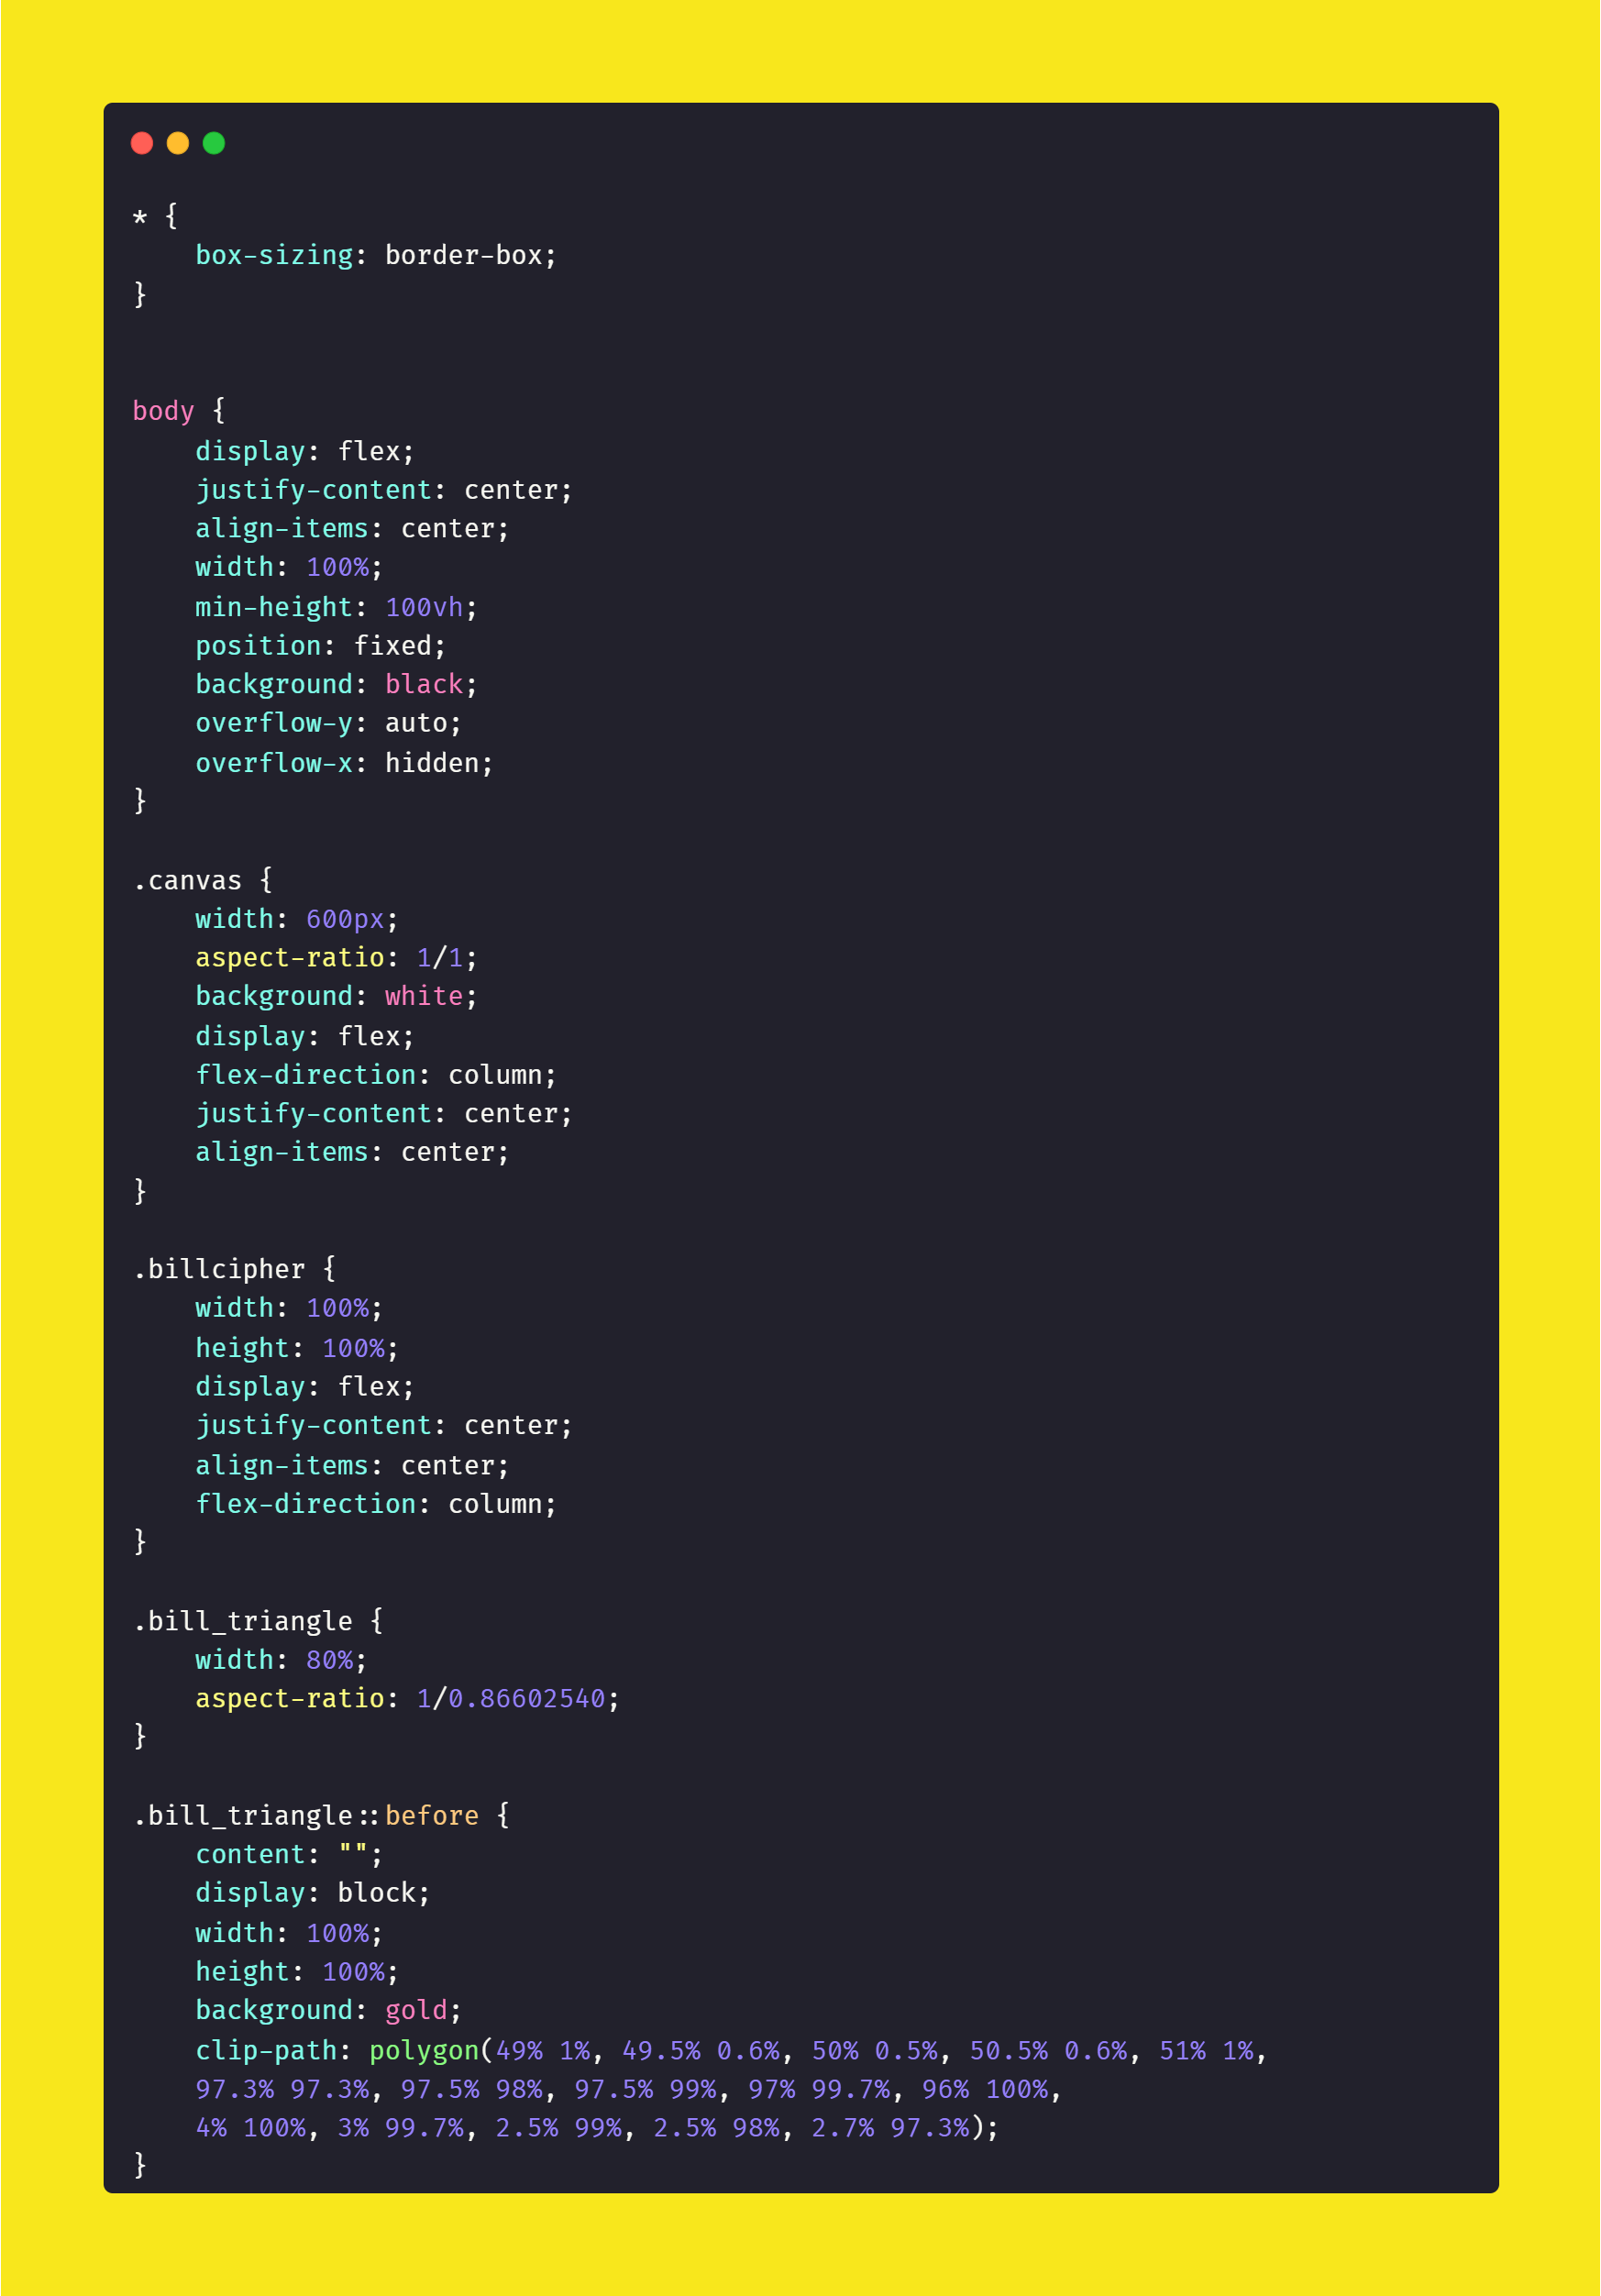 * {
    box-sizing: border-box;
}
body {
    display: flex;
    justify-content: center;
    align-items: center;
    width: 100%;
    min-height: 100vh;
    position: fixed;
    background: black;
    overflow-y: auto;
    overflow-x: hidden;
}
.canvas {
    width: 600px;
    aspect-ratio: 1/1;
    background: white;
    display: flex;
    flex-direction: column;
    justify-content: center;
    align-items: center;
}
.billcipher {
    width: 100%;
    height: 100%;
    display: flex;
    justify-content: center;
    align-items: center;
    flex-direction: column;
}
.bill_triangle {
    width: 80%;
    aspect-ratio: 1/0.86602540;
}
.bill_triangle::before {
    content: "";
    display: block;
    width: 100%;
    height: 100%;
    background: gold;
    clip-path: polygon(49% 1%, 49.5% 0.6%, 50% 0.5%, 50.5% 0.6%, 51% 1%,
    97.3% 97.3%, 97.5% 98%, 97.5% 99%, 97% 99.7%, 96% 100%,
    4% 100%, 3% 99.7%, 2.5% 99%, 2.5% 98%, 2.7% 97.3%);
}